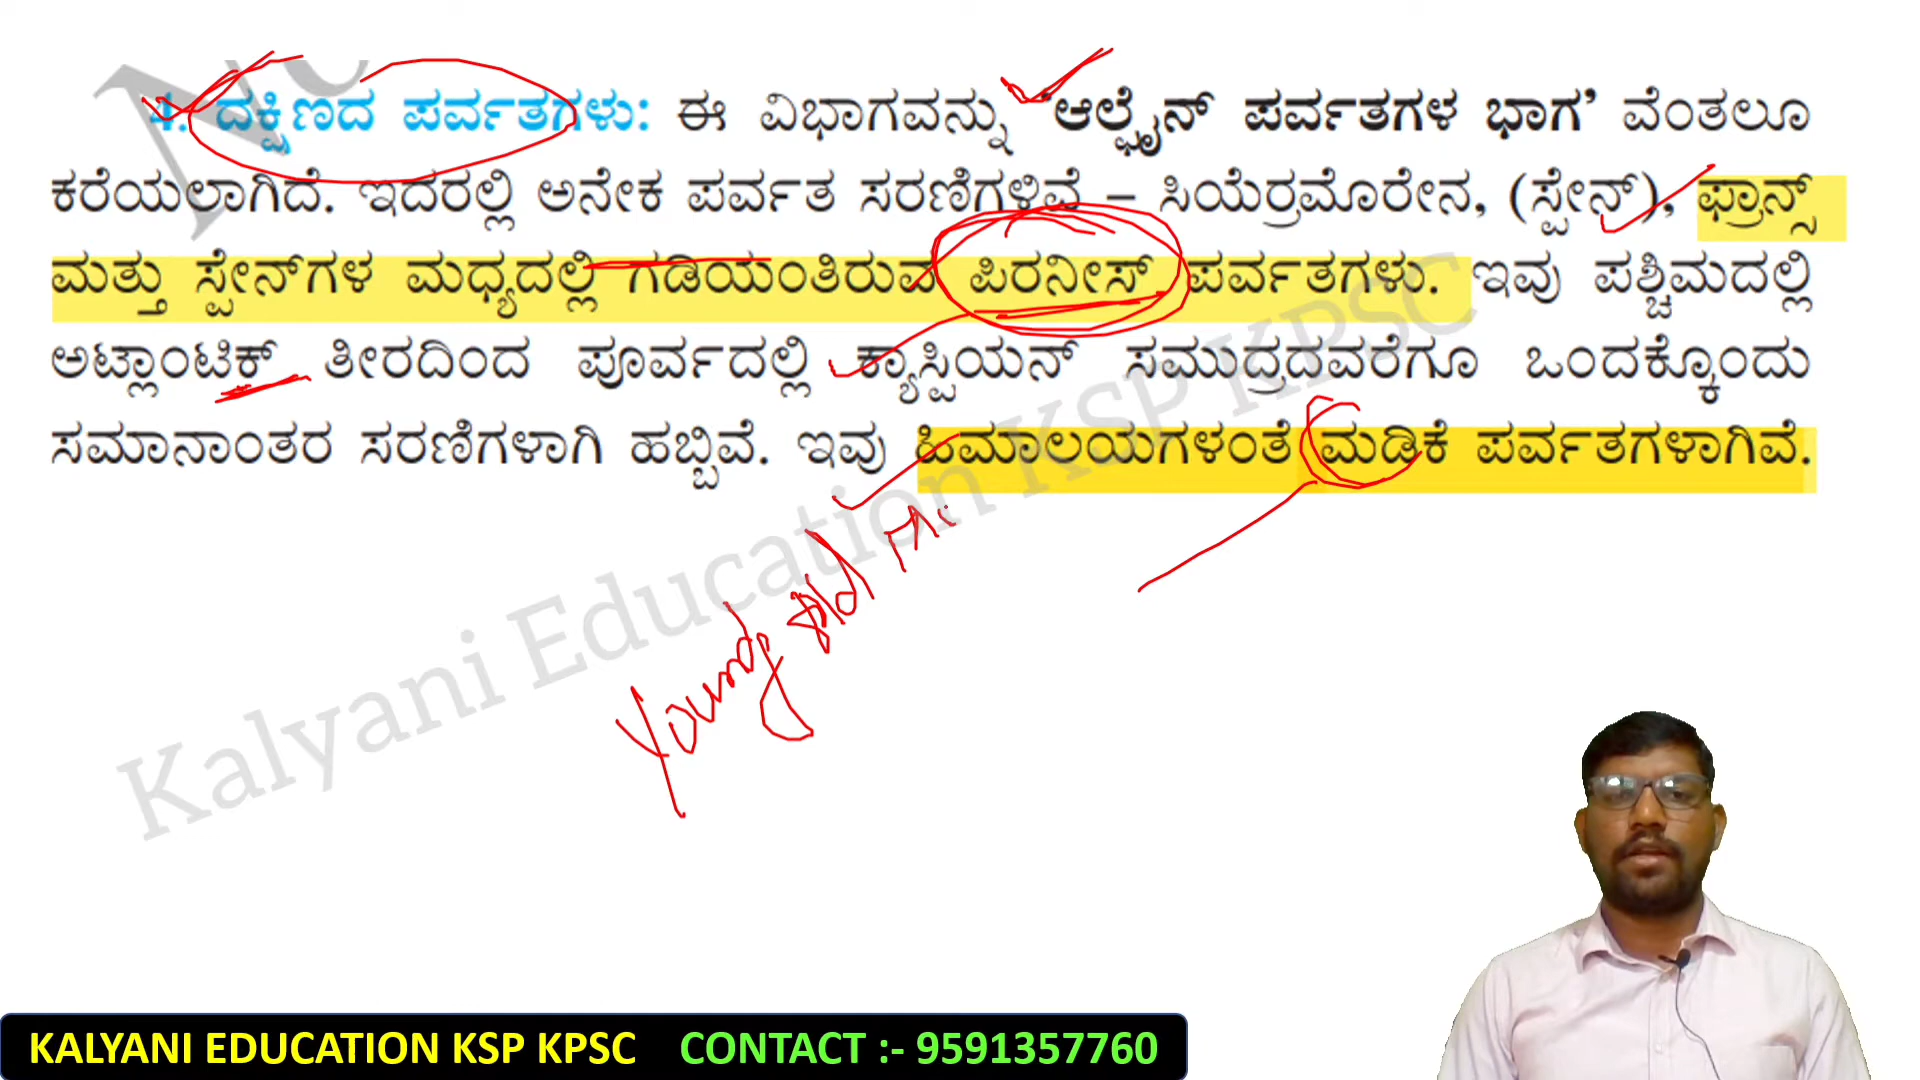 4. ದಕ್ಷಿಣದ ಪರ್ವತಗಳು: ಈ ವಿಭಾಗವನ್ನು ‘ಆಲ್ಫೈನ್ ಪರ್ವತಗಳ ಭಾಗ’ ವೆಂತಲೂ
ಕರೆಯಲಾಗಿದೆ. ಇದರಲ್ಲಿ ಅನೇಕ ಪರ್ವತ ಸರಣಿಗಳಿವೆ – ಸಿಯೆರ್ರಮೊರೇನ, (ಸ್ಪೇನ್), ಫ್ರಾನ್ಸ್
ಮತ್ತು ಸ್ಪೇನ್‌ಗಳ ಮಧ್ಯದಲ್ಲಿ ಗಡಿಯಂತಿರುವ ಪಿರನೀಸ್ ಪರ್ವತಗಳು. ಇವು ಪಶ್ಚಿಮದಲ್ಲಿ
ಅಟ್ಲಾಂಟಿಕ್ ತೀರದಿಂದ ಪೂರ್ವದಲ್ಲಿ ಕ್ಯಾಸ್ಪಿಯನ್ ಸಮುದ್ರದವರೆಗೂ ಒಂದಕ್ಕೊಂದು
ಸಮಾನಾಂತರ ಸರಣಿಗಳಾಗಿ ಹಬ್ಬಿವೆ. ಇವು ಹಿಮಾಲಯಗಳಂತೆ ಮಡಿಕೆ ಪರ್ವತಗಳಾಗಿವೆ.
Kalyani Education KSP KPSC
Young
KALYANI EDUCATION KSP KPSC CONTACT :- 9591357760